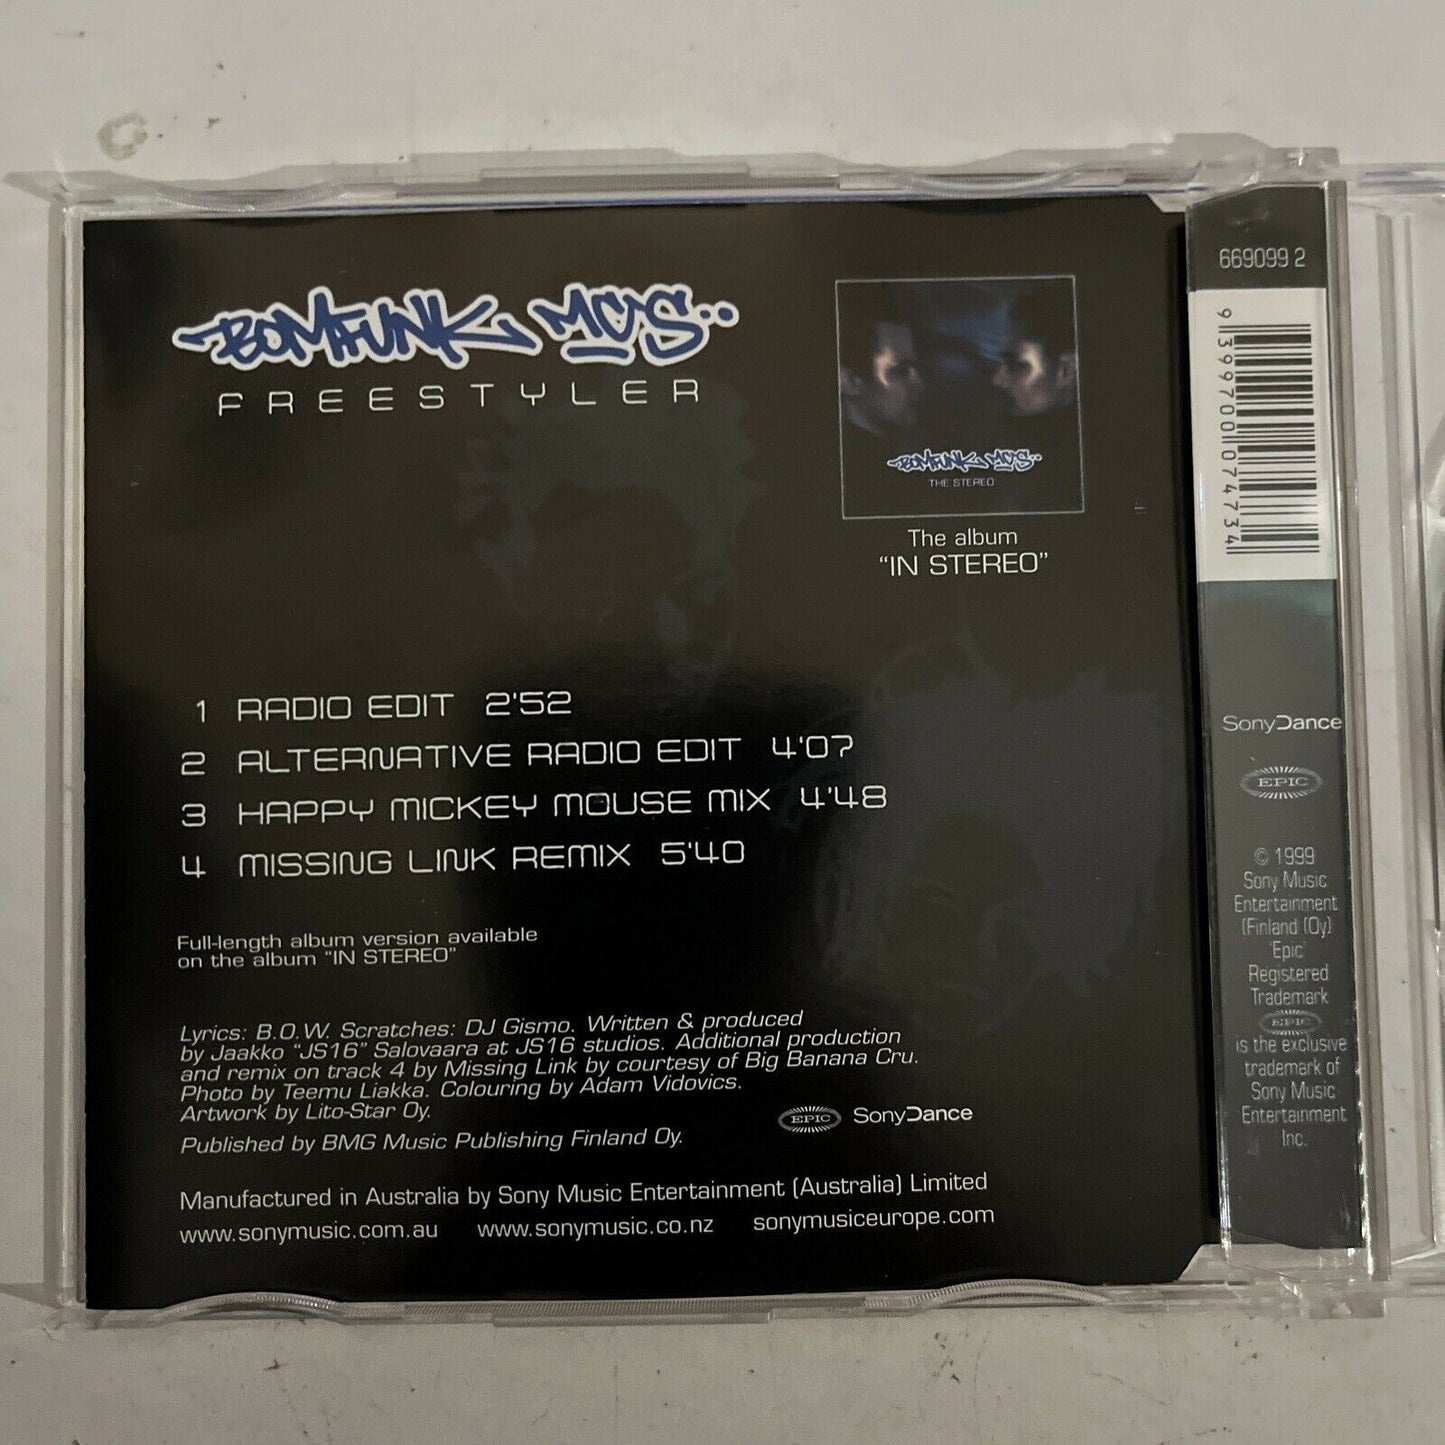 BOMFUNK MC'S..
FREESTYLER
BOMFUNK MC'S..
THE STEREO
The album
"IN STEREO"
1 RADIO EDIT 2'52
2 ALTERNATIVE RADIO EDIT 4'07
3 HAPPY MICKEY MOUSE MIX 4'48
4 MISSING LINK REMIX 5'40
Full-length album version available
on the album "IN STEREO"
Lyrics: B.O.W. Scratches: DJ Gismo. Written & produced
by Jaakko "JS16" Salovaara at JS16 studios. Additional production
and remix on track 4 by Missing Link by courtesy of Big Banana Cru.
Photo by Teemu Liakka. Colouring by Adam Vidovics.
Artwork by Lito-Star Oy.
EPIC SonyDance
Published by BMG Music Publishing Finland Oy.
Manufactured in Australia by Sony Music Entertainment (Australia) Limited
www.sonymusic.com.au www.sonymusic.co.nz sonymusiceurope.com
669099 2
9 399700 074734
SonyDance
EPIC
© 1999
Sony Music
Entertainment
(Finland (Oy)
'Epic'
Registered
Trademark
EPIC
is the exclusive
trademark of
Sony Music
Entertainment
Inc.